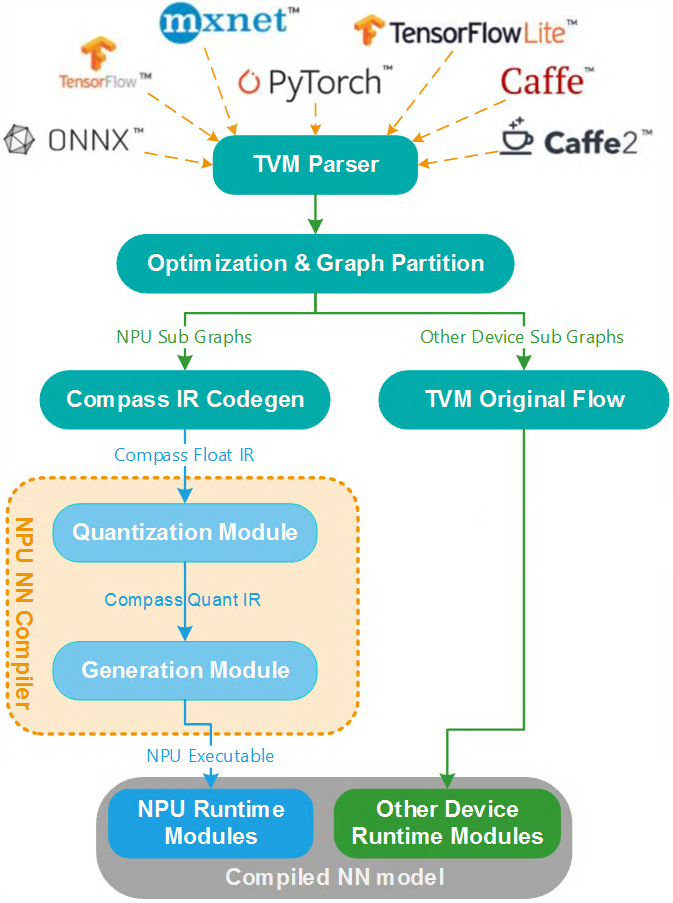 mxnet™
TensorFlow™
TensorFlowLite™
PyTorch™
Caffe™
ONNX™
Caffe2™
TVM Parser
Optimization & Graph Partition
NPU Sub Graphs
Other Device Sub Graphs
Compass IR Codegen
TVM Original Flow
Compass Float IR
NPU NN Compiler
Quantization Module
Compass Quant IR
Generation Module
NPU Executable
NPU Runtime
Modules
Other Device
Runtime Modules
Compiled NN model